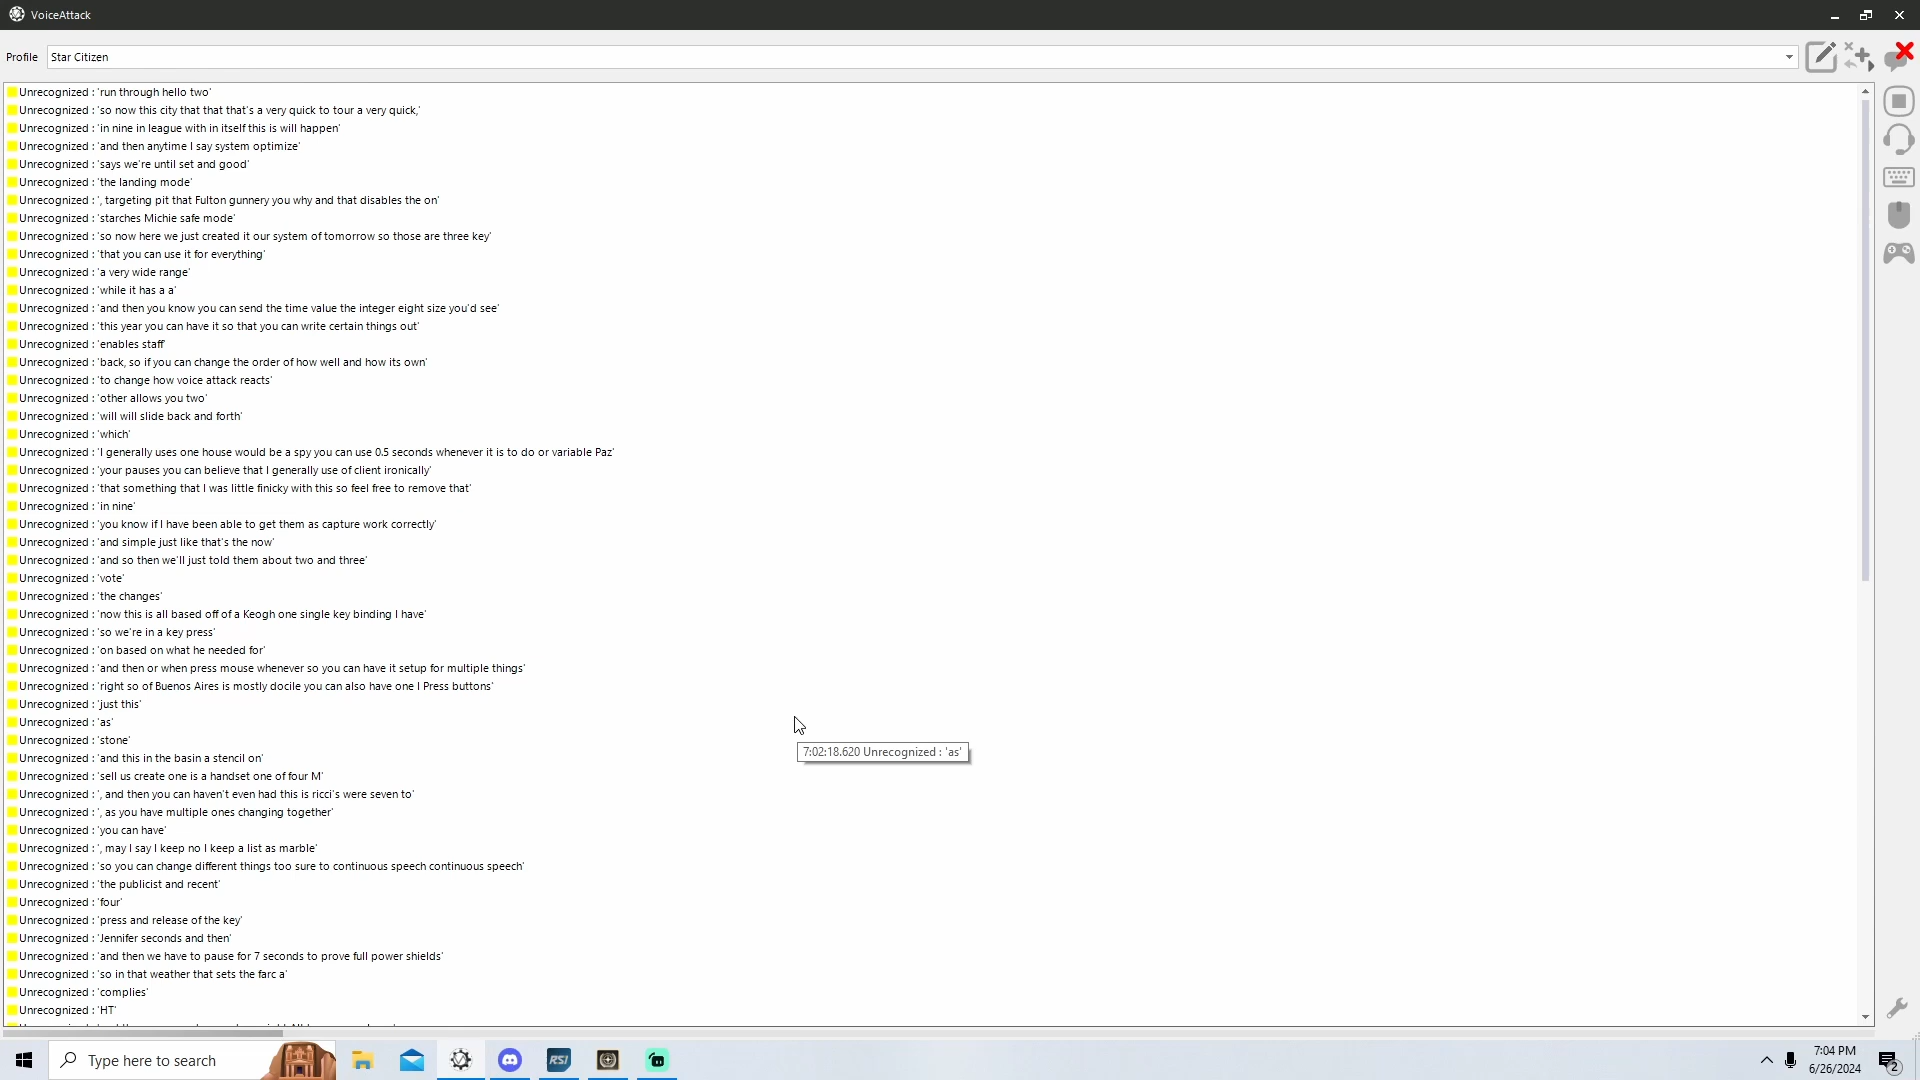 VoiceAttack
Profile Star Citizen
Unrecognized : 'run through hello two'
Unrecognized : 'so now this city that that that's a very quick to tour a very quick,'
Unrecognized : 'in nine in league with in itself this is will happen'
Unrecognized : 'and then anytime I say system optimize'
Unrecognized : 'says we're until set and good'
Unrecognized : 'the landing mode'
Unrecognized : ', targeting pit that Fulton gunnery you why and that disables the on'
Unrecognized : 'starches Michie safe mode'
Unrecognized : 'so now here we just created it our system of tomorrow so those are three key'
Unrecognized : 'that you can use it for everything'
Unrecognized : 'a very wide range'
Unrecognized : 'while it has a a'
Unrecognized : 'and then you know you can send the time value the integer eight size you'd see'
Unrecognized : 'this year you can have it so that you can write certain things out'
Unrecognized : 'enables staff'
Unrecognized : 'back, so if you can change the order of how well and how its own'
Unrecognized : 'to change how voice attack reacts'
Unrecognized : 'other allows you two'
Unrecognized : 'will will slide back and forth'
Unrecognized : 'which'
Unrecognized : 'I generally uses one house would be a spy you can use 0.5 seconds whenever it is to do or variable Paz'
Unrecognized : 'your pauses you can believe that I generally use of client ironically'
Unrecognized : 'that something that I was little finicky with this so feel free to remove that'
Unrecognized : 'in nine'
Unrecognized : 'you know if I have been able to get them as capture work correctly'
Unrecognized : 'and simple just like that's the now'
Unrecognized : 'and so then we'll just told them about two and three'
Unrecognized : 'vote'
Unrecognized : 'the changes'
Unrecognized : 'now this is all based off of a Keogh one single key binding I have'
Unrecognized : 'so we're in a key press'
Unrecognized : 'on based on what he needed for'
Unrecognized : 'and then or when press mouse whenever so you can have it setup for multiple things'
Unrecognized : 'right so of Buenos Aires is mostly docile you can also have one I Press buttons'
Unrecognized : 'just this'
Unrecognized : 'as'
Unrecognized : 'stone'
7:02:18.620 Unrecognized : 'as'
Unrecognized : 'and this in the basin a stencil on'
Unrecognized : 'sell us create one is a handset one of four M'
Unrecognized : ', and then you can haven't even had this is ricci's were seven to'
Unrecognized : ', as you have multiple ones changing together'
Unrecognized : 'you can have'
Unrecognized : ', may I say I keep no I keep a list as marble'
Unrecognized : 'so you can change different things too sure to continuous speech continuous speech'
Unrecognized : 'the publicist and recent'
Unrecognized : 'four'
Unrecognized : 'press and release of the key'
Unrecognized : 'Jennifer seconds and then'
Unrecognized : 'and then we have to pause for 7 seconds to prove full power shields'
Unrecognized : 'so in that weather that sets the farc a'
Unrecognized : 'complies'
Unrecognized : 'HT'
Type here to search
RSI
7:04 PM
6/26/2024
2